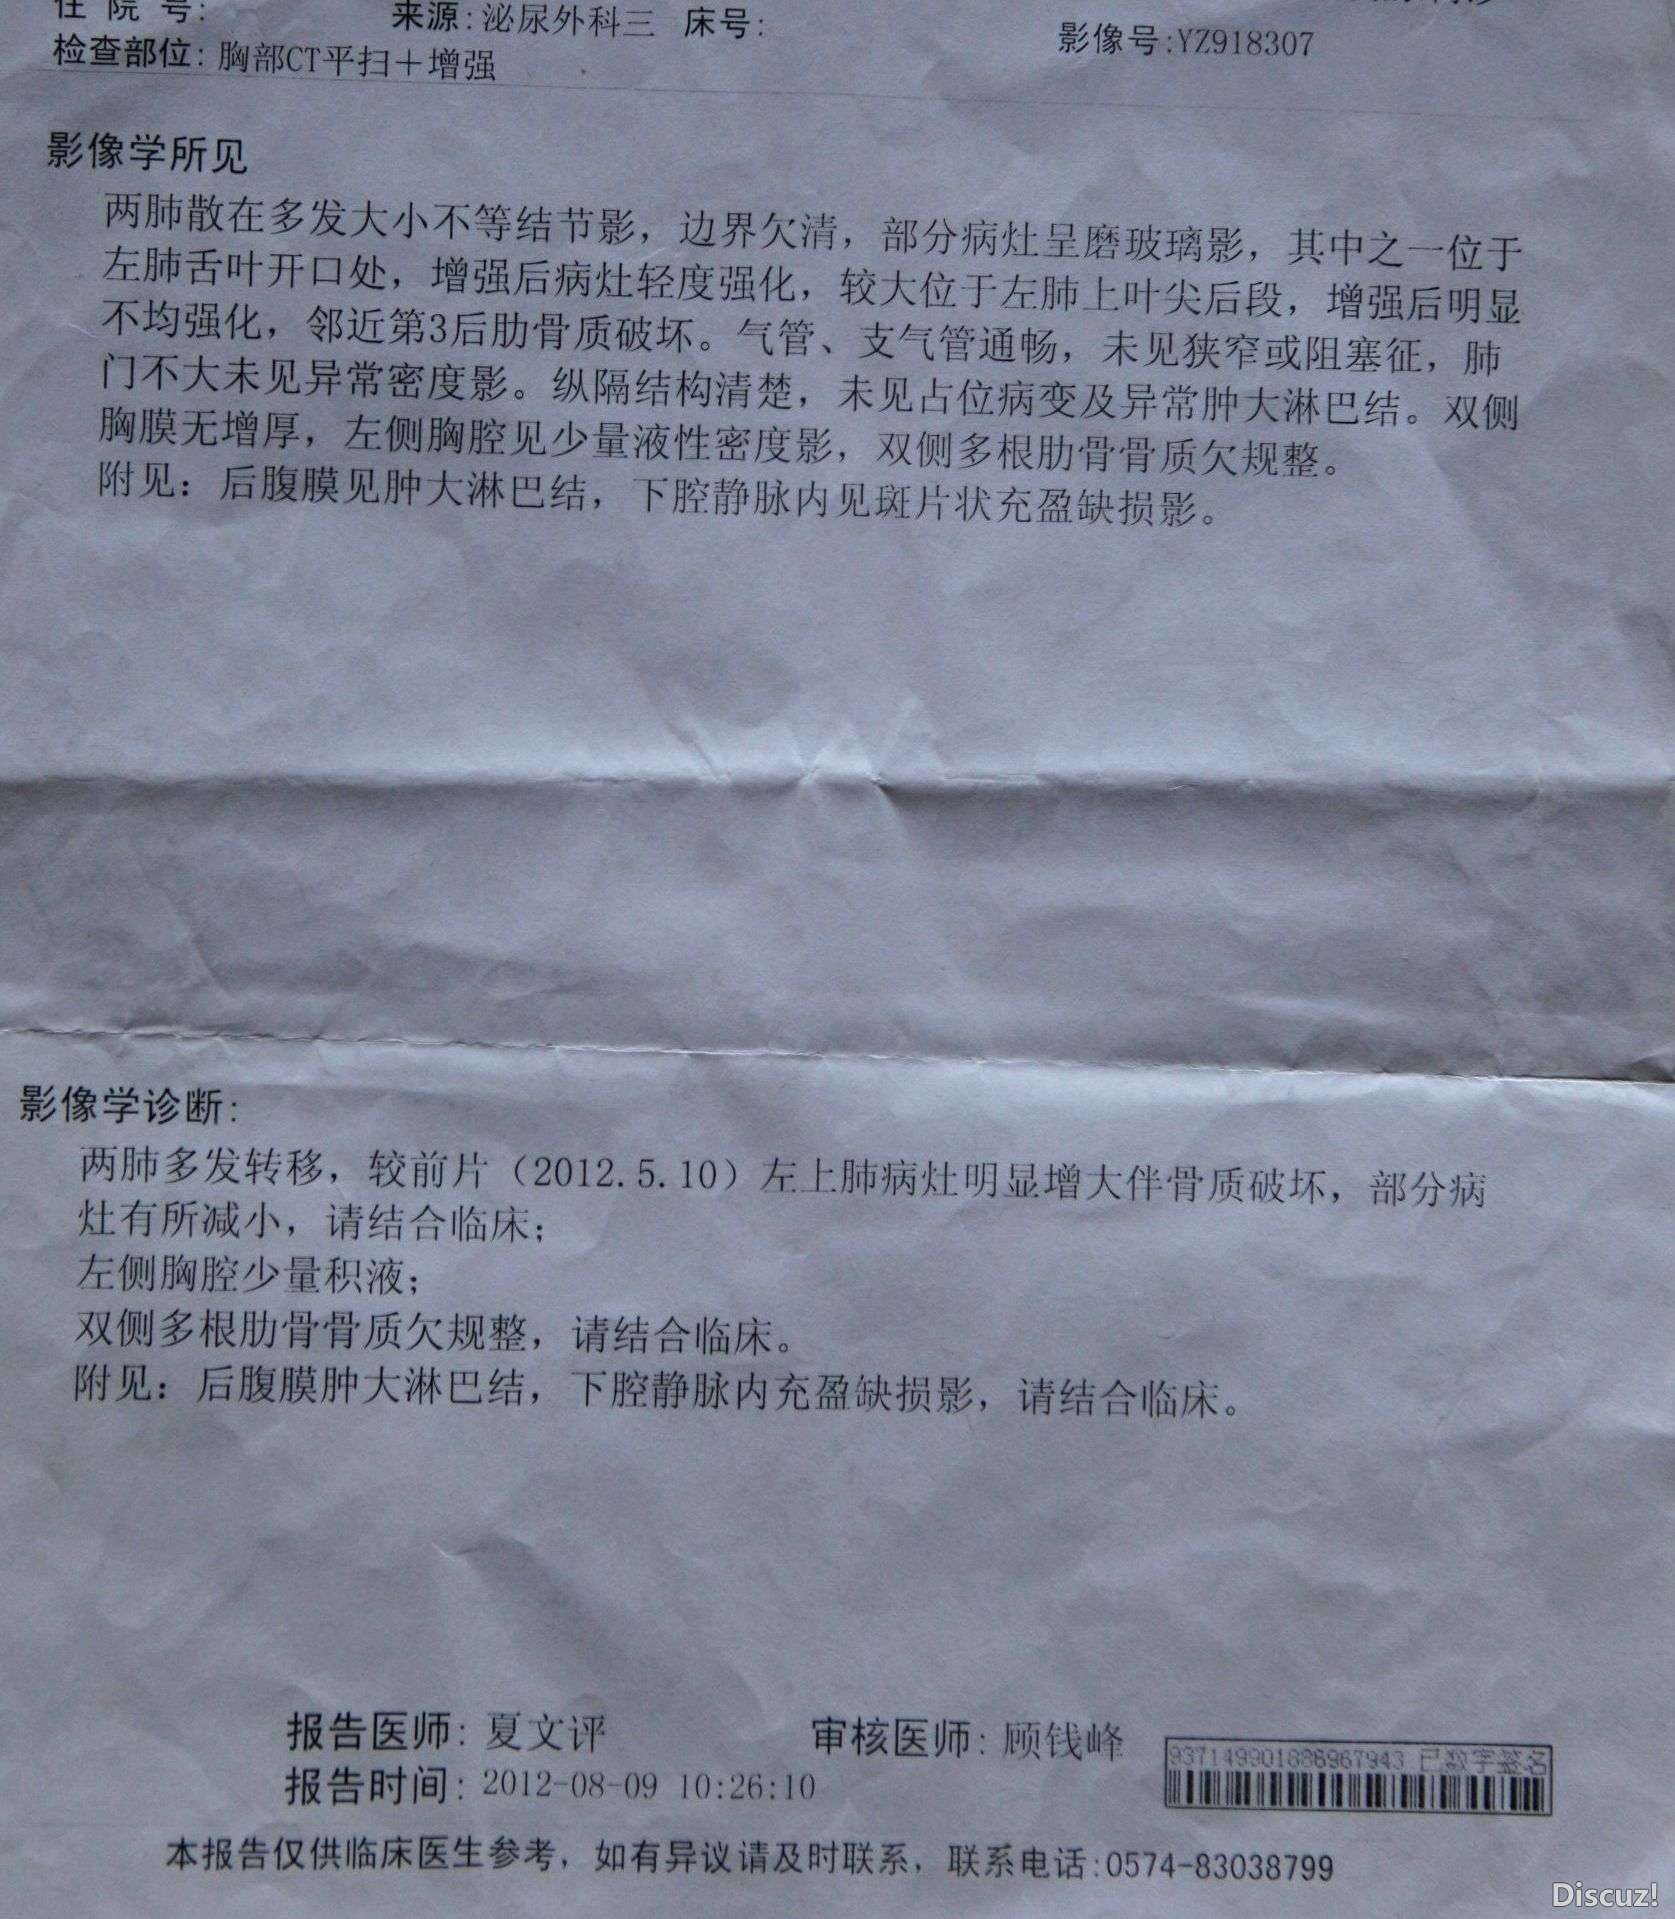 住 院 号:
来源:泌尿外科三 床号:
影像号:YZ918307
检查部位:胸部CT平扫+增强
影像学所见
两肺散在多发大小不等结节影，边界欠清，部分病灶呈磨玻璃影，其中之一位于
左肺舌叶开口处，增强后病灶轻度强化，较大位于左肺上叶尖后段，增强后明显
不均强化，邻近第3后肋骨质破坏。气管、支气管通畅，未见狭窄或阻塞征，肺
门不大未见异常密度影。纵隔结构清楚，未见占位病变及异常肿大淋巴结。双侧
胸膜无增厚，左侧胸腔见少量液性密度影，双侧多根肋骨骨质欠规整。
附见：后腹膜见肿大淋巴结，下腔静脉内见斑片状充盈缺损影。
影像学诊断:
两肺多发转移，较前片（2012.5.10）左上肺病灶明显增大伴骨质破坏，部分病
灶有所减小，请结合临床；
左侧胸腔少量积液；
双侧多根肋骨骨质欠规整，请结合临床。
附见：后腹膜肿大淋巴结，下腔静脉内充盈缺损影，请结合临床。
报告医师: 夏文评
审核医师: 顾钱峰
937149901886967943 已数字签名
报告时间: 2012-08-09 10:26:10
本报告仅供临床医生参考，如有异议请及时联系，联系电话:0574-83038799
Discuz!